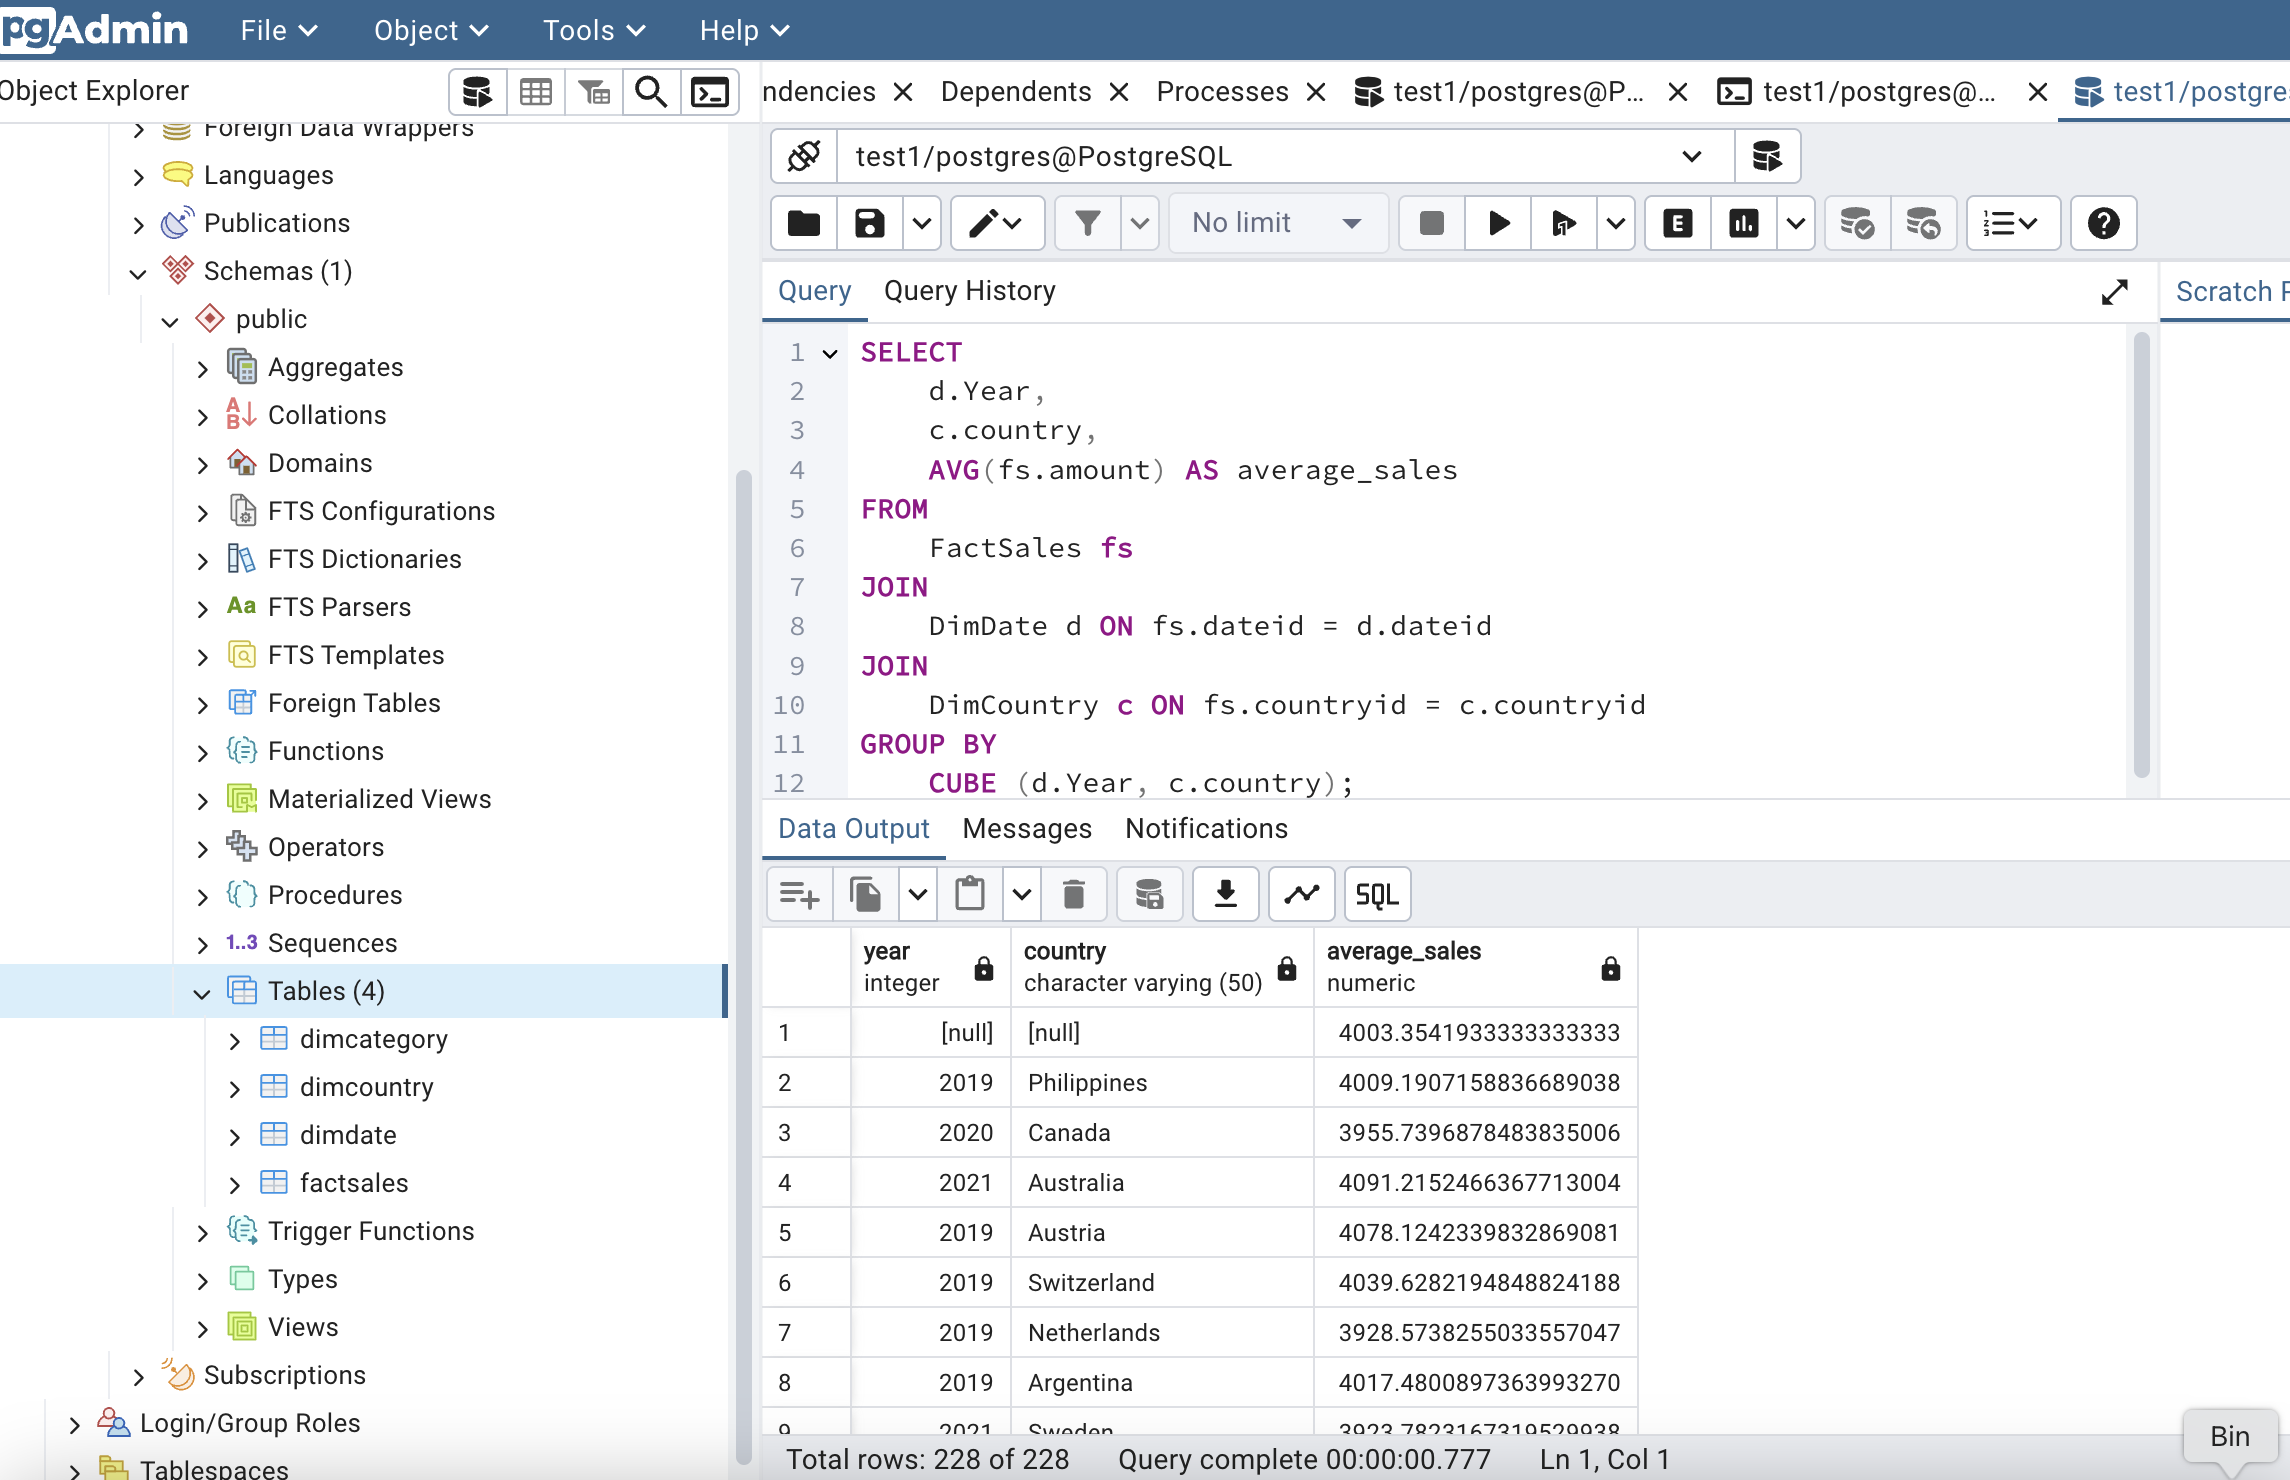 pgAdmin File Object Tools Help
Object Explorer
ndencies Dependents Processes test1/postgres@P... test1/postgres@... test1/postgre
Foreign Data Wrappers
Languages
Publications
Schemas (1)
public
Aggregates
Collations
Domains
FTS Configurations
FTS Dictionaries
Aa FTS Parsers
FTS Templates
Foreign Tables
Functions
Materialized Views
Operators
Procedures
1..3 Sequences
Tables (4)
dimcategory
dimcountry
dimdate
factsales
Trigger Functions
Types
Views
Subscriptions
Login/Group Roles
Tablespaces
test1/postgres@PostgreSQL
No limit
E
Query Query History
Scratch P
1 SELECT
2 d.Year,
3 c.country,
4 AVG(fs.amount) AS average_sales
5 FROM
6 FactSales fs
7 JOIN
8 DimDate d ON fs.dateid = d.dateid
9 JOIN
10 DimCountry c ON fs.countryid = c.countryid
11 GROUP BY
12 CUBE (d.Year, c.country);
Data Output Messages Notifications
SQL
year country average_sales
integer character varying (50) numeric
1 [null] [null] 4003.3541933333333333
2 2019 Philippines 4009.1907158836689038
3 2020 Canada 3955.7396878483835006
4 2021 Australia 4091.2152466367713004
5 2019 Austria 4078.1242339832869081
6 2019 Switzerland 4039.6282194848824188
7 2019 Netherlands 3928.5738255033557047
8 2019 Argentina 4017.4800897363993270
9 2021 Sweden 3923.7823167319529938
Total rows: 228 of 228 Query complete 00:00:00.777 Ln 1, Col 1
Bin